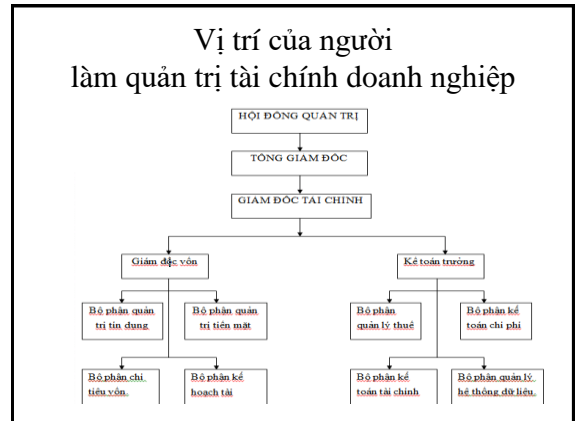 Vị trí của người
làm quản trị tài chính doanh nghiệp
HỘI ĐỒNG QUẢN TRỊ
TỔNG GIÁM ĐỐC
GIÁM ĐỐC TÀI CHÍNH
Giám đốc vốn
Kế toán trưởng
Bộ phận quản
trị tín dụng
Bộ phận quản
trị tiền mặt
Bộ phận
quản lý thuế
Bộ phận kế
toán chi phí
Bộ phận chi
tiêu vốn.
Bộ phận kế
hoạch tài
Bộ phận kế
toán tài chính
Bộ phận quản lý
hệ thống dữ liệu.